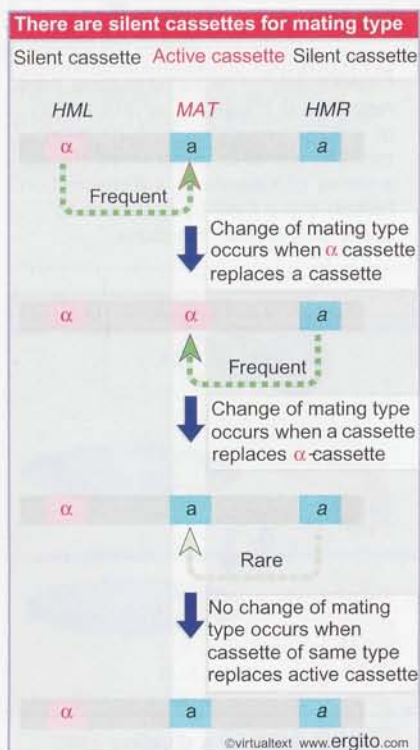 There are silent cassettes for mating type
Silent cassette Active cassette Silent cassette
HML MAT HMR
α a a
Frequent
Change of mating
occurs when α cassette
replaces a cassette
α α a
Frequent
Change of mating type
occurs when a cassette
replaces α-cassette
α a a
Rare
No change of mating
type occurs when
cassette of same type
replaces active cassette
α a a
©virtualtext www.ergito.com